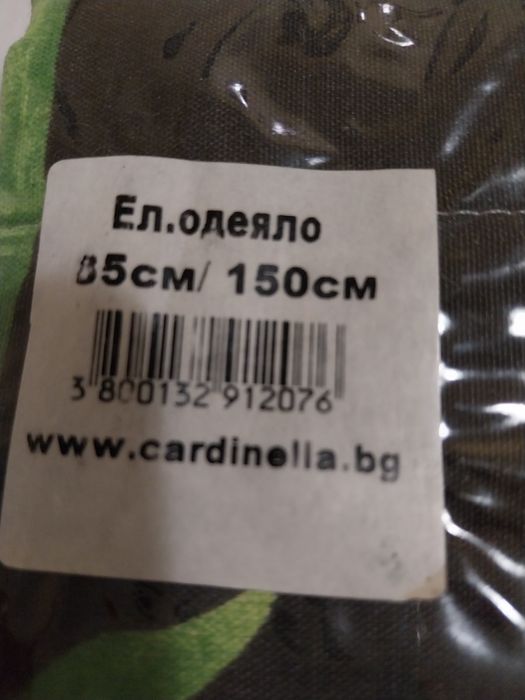 Ел.одеяло
85см/ 150см
3 800132 912076
www.cardinella.bg